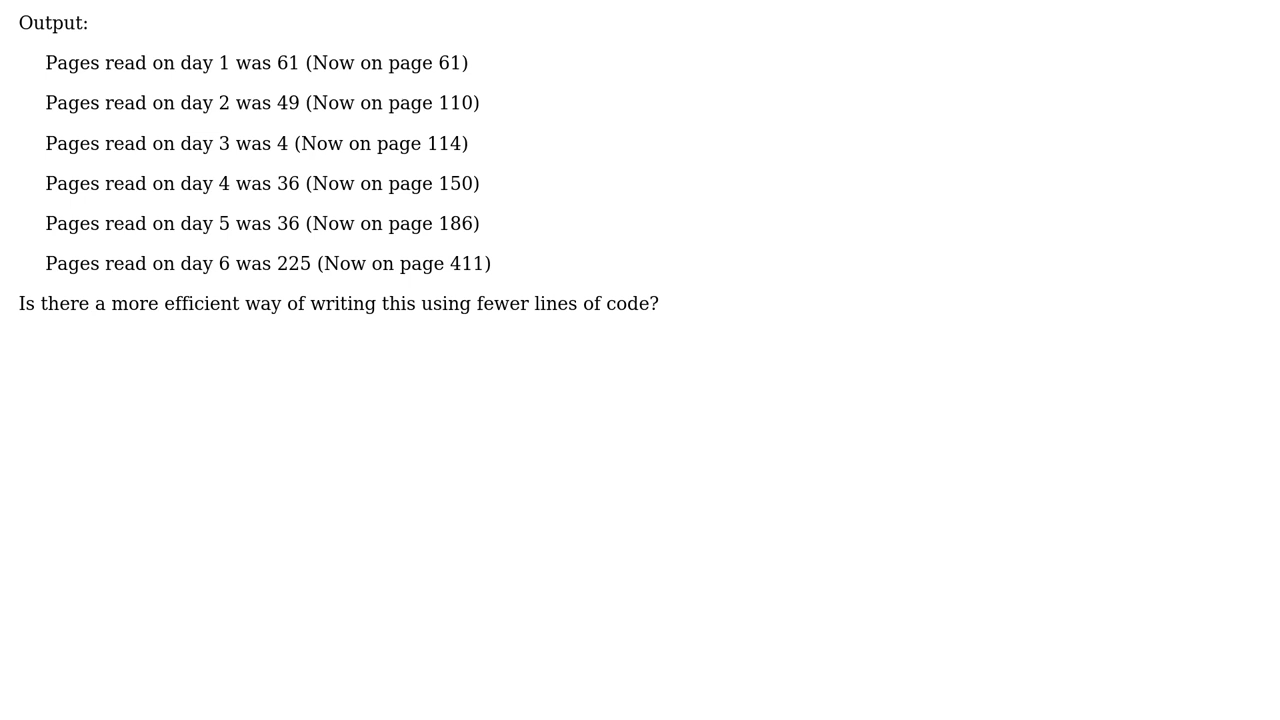 Output:
Pages read on day 1 was 61 (Now on page 61)
Pages read on day 2 was 49 (Now on page 110)
Pages read on day 3 was 4 (Now on page 114)
Pages read on day 4 was 36 (Now on page 150)
Pages read on day 5 was 36 (Now on page 186)
Pages read on day 6 was 225 (Now on page 411)
Is there a more efficient way of writing this using fewer lines of code?